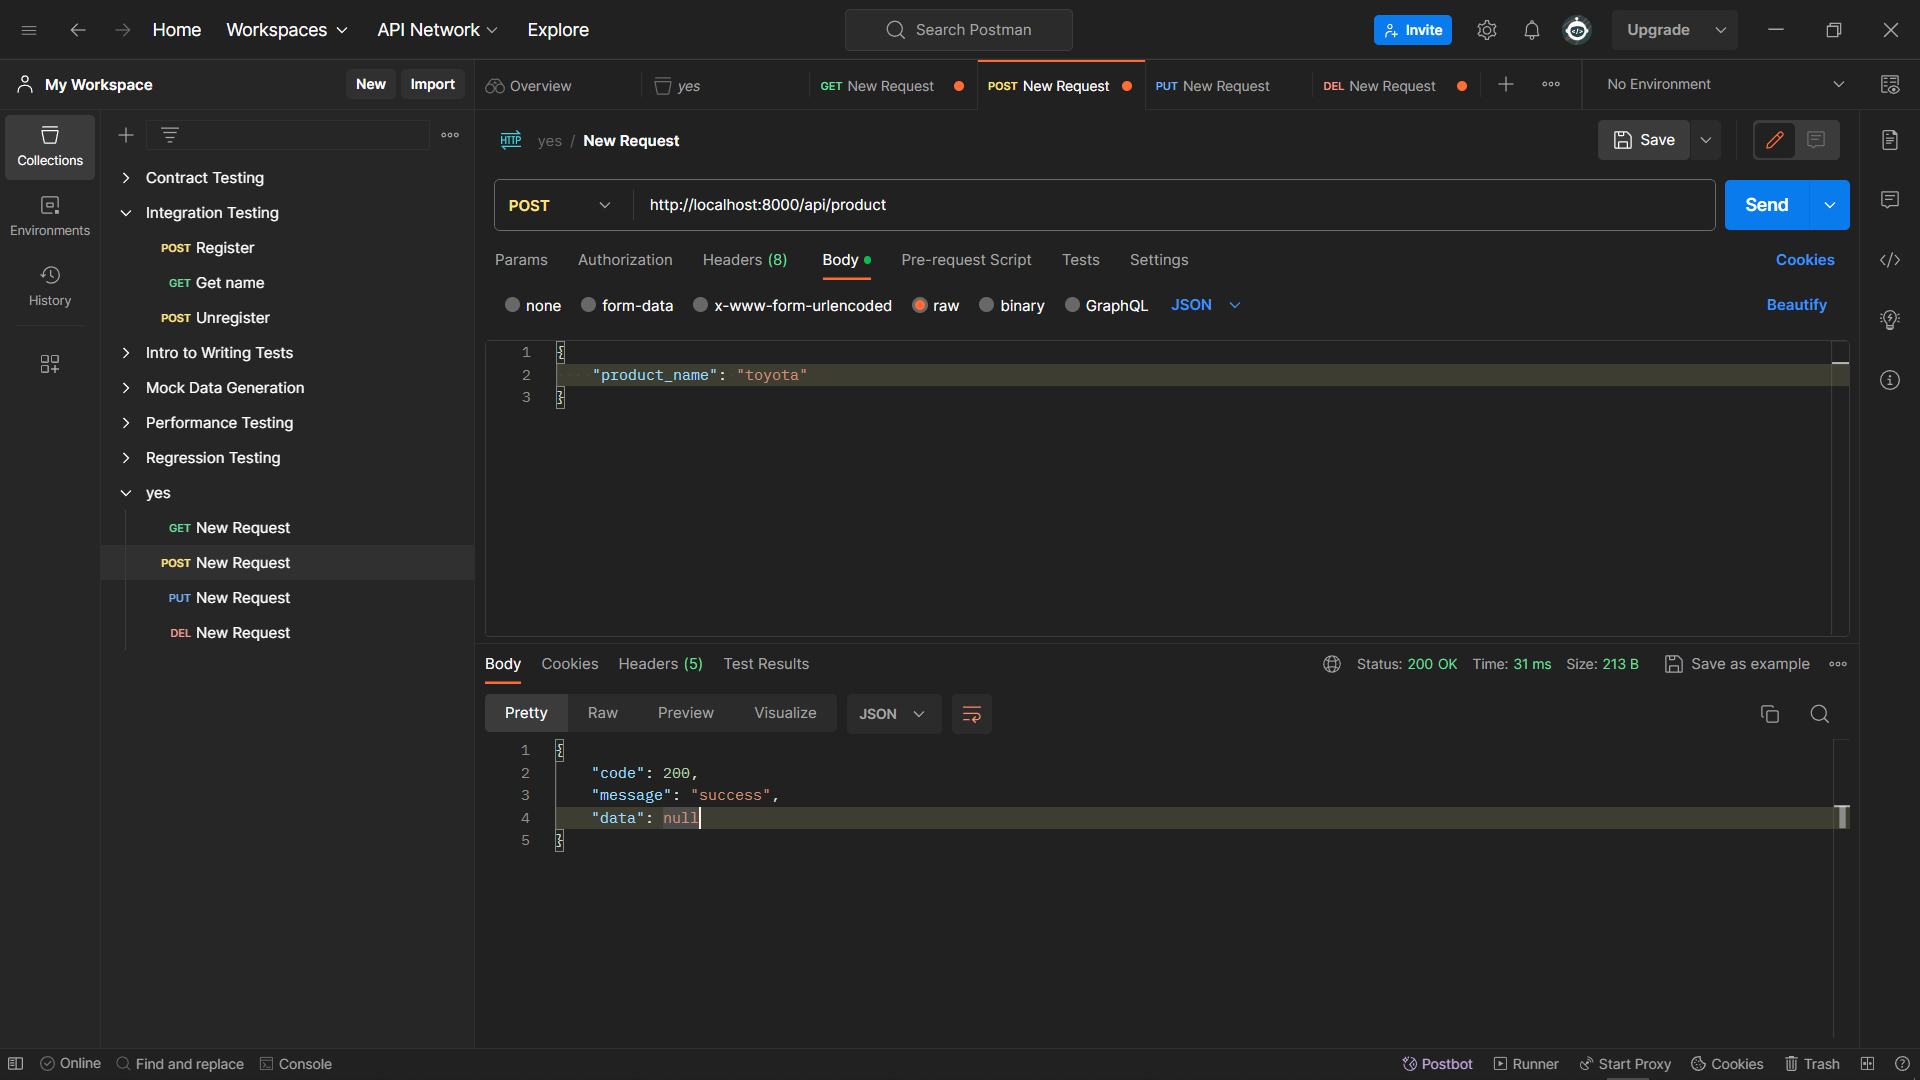 Home Workspaces API Network Explore Search Postman Invite Upgrade
My Workspace New Import Overview yes GET New Request POST New Request PUT New Request DEL New Request No Environment
Collections
Environments
History
Contract Testing
Integration Testing
POST Register
GET Get name
POST Unregister
Intro to Writing Tests
Mock Data Generation
Performance Testing
Regression Testing
yes
GET New Request
POST New Request
PUT New Request
DEL New Request
HTTP yes / New Request Save
POST http://localhost:8000/api/product Send
Params Authorization Headers (8) Body Pre-request Script Tests Settings Cookies
none form-data x-www-form-urlencoded raw binary GraphQL JSON Beautify
1 {
2 "product_name": "toyota"
3 }
Body Cookies Headers (5) Test Results Status: 200 OK Time: 31 ms Size: 213 B Save as example
Pretty Raw Preview Visualize JSON
1 {
2 "code": 200,
3 "message": "success",
4 "data": null
5 }
Online Find and replace Console Postbot Runner Start Proxy Cookies Trash